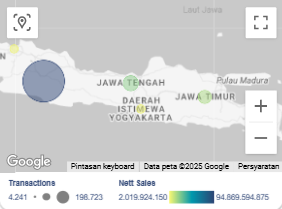 Laut Jawa
N
JAWA TENGAH
Pulau Madura
DAERAH
ISTIMEWA
YOGYAKARTA
JAWA TIMUR
+
−
Google
Pintasan keyboard
Data peta ©2025 Google
Persyaratan
Transactions
Nett Sales
4.241
198.723
2.019.924.150
94.869.594.875